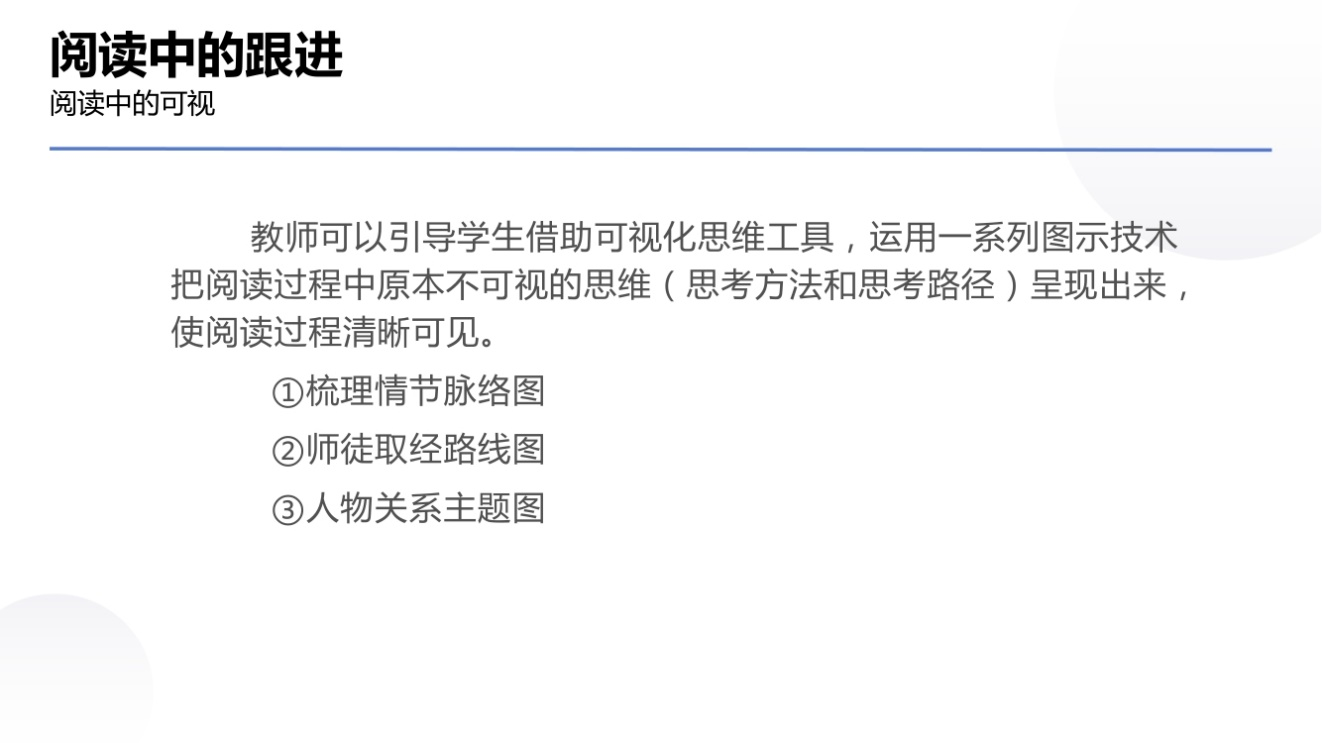 阅读中的跟进
阅读中的可视
教师可以引导学生借助可视化思维工具，运用一系列图示技术
把阅读过程中原本不可视的思维（思考方法和思考路径）呈现出来，
使阅读过程清晰可见。
①梳理情节脉络图
②师徒取经路线图
③人物关系主题图